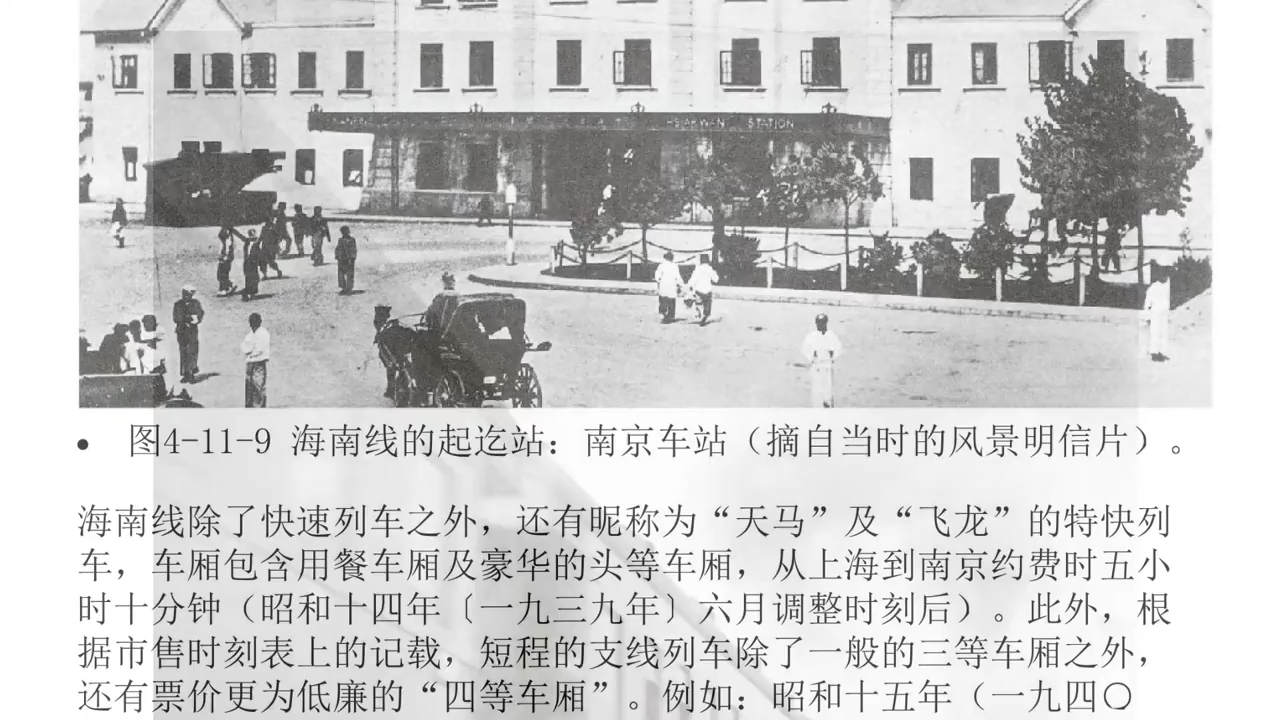 HSIAKWEN STATION
• 图4-11-9 海南线的起迄站：南京车站（摘自当时的风景明信片）。
海南线除了快速列车之外，还有昵称为“天马”及“飞龙”的特快列
车，车厢包含用餐车厢及豪华的头等车厢，从上海到南京约费时五小
时十分钟（昭和十四年〔一九三九年〕六月调整时刻后）。此外，根
据市售时刻表上的记载，短程的支线列车除了一般的三等车厢之外，
还有票价更为低廉的“四等车厢”。例如：昭和十五年（一九四〇